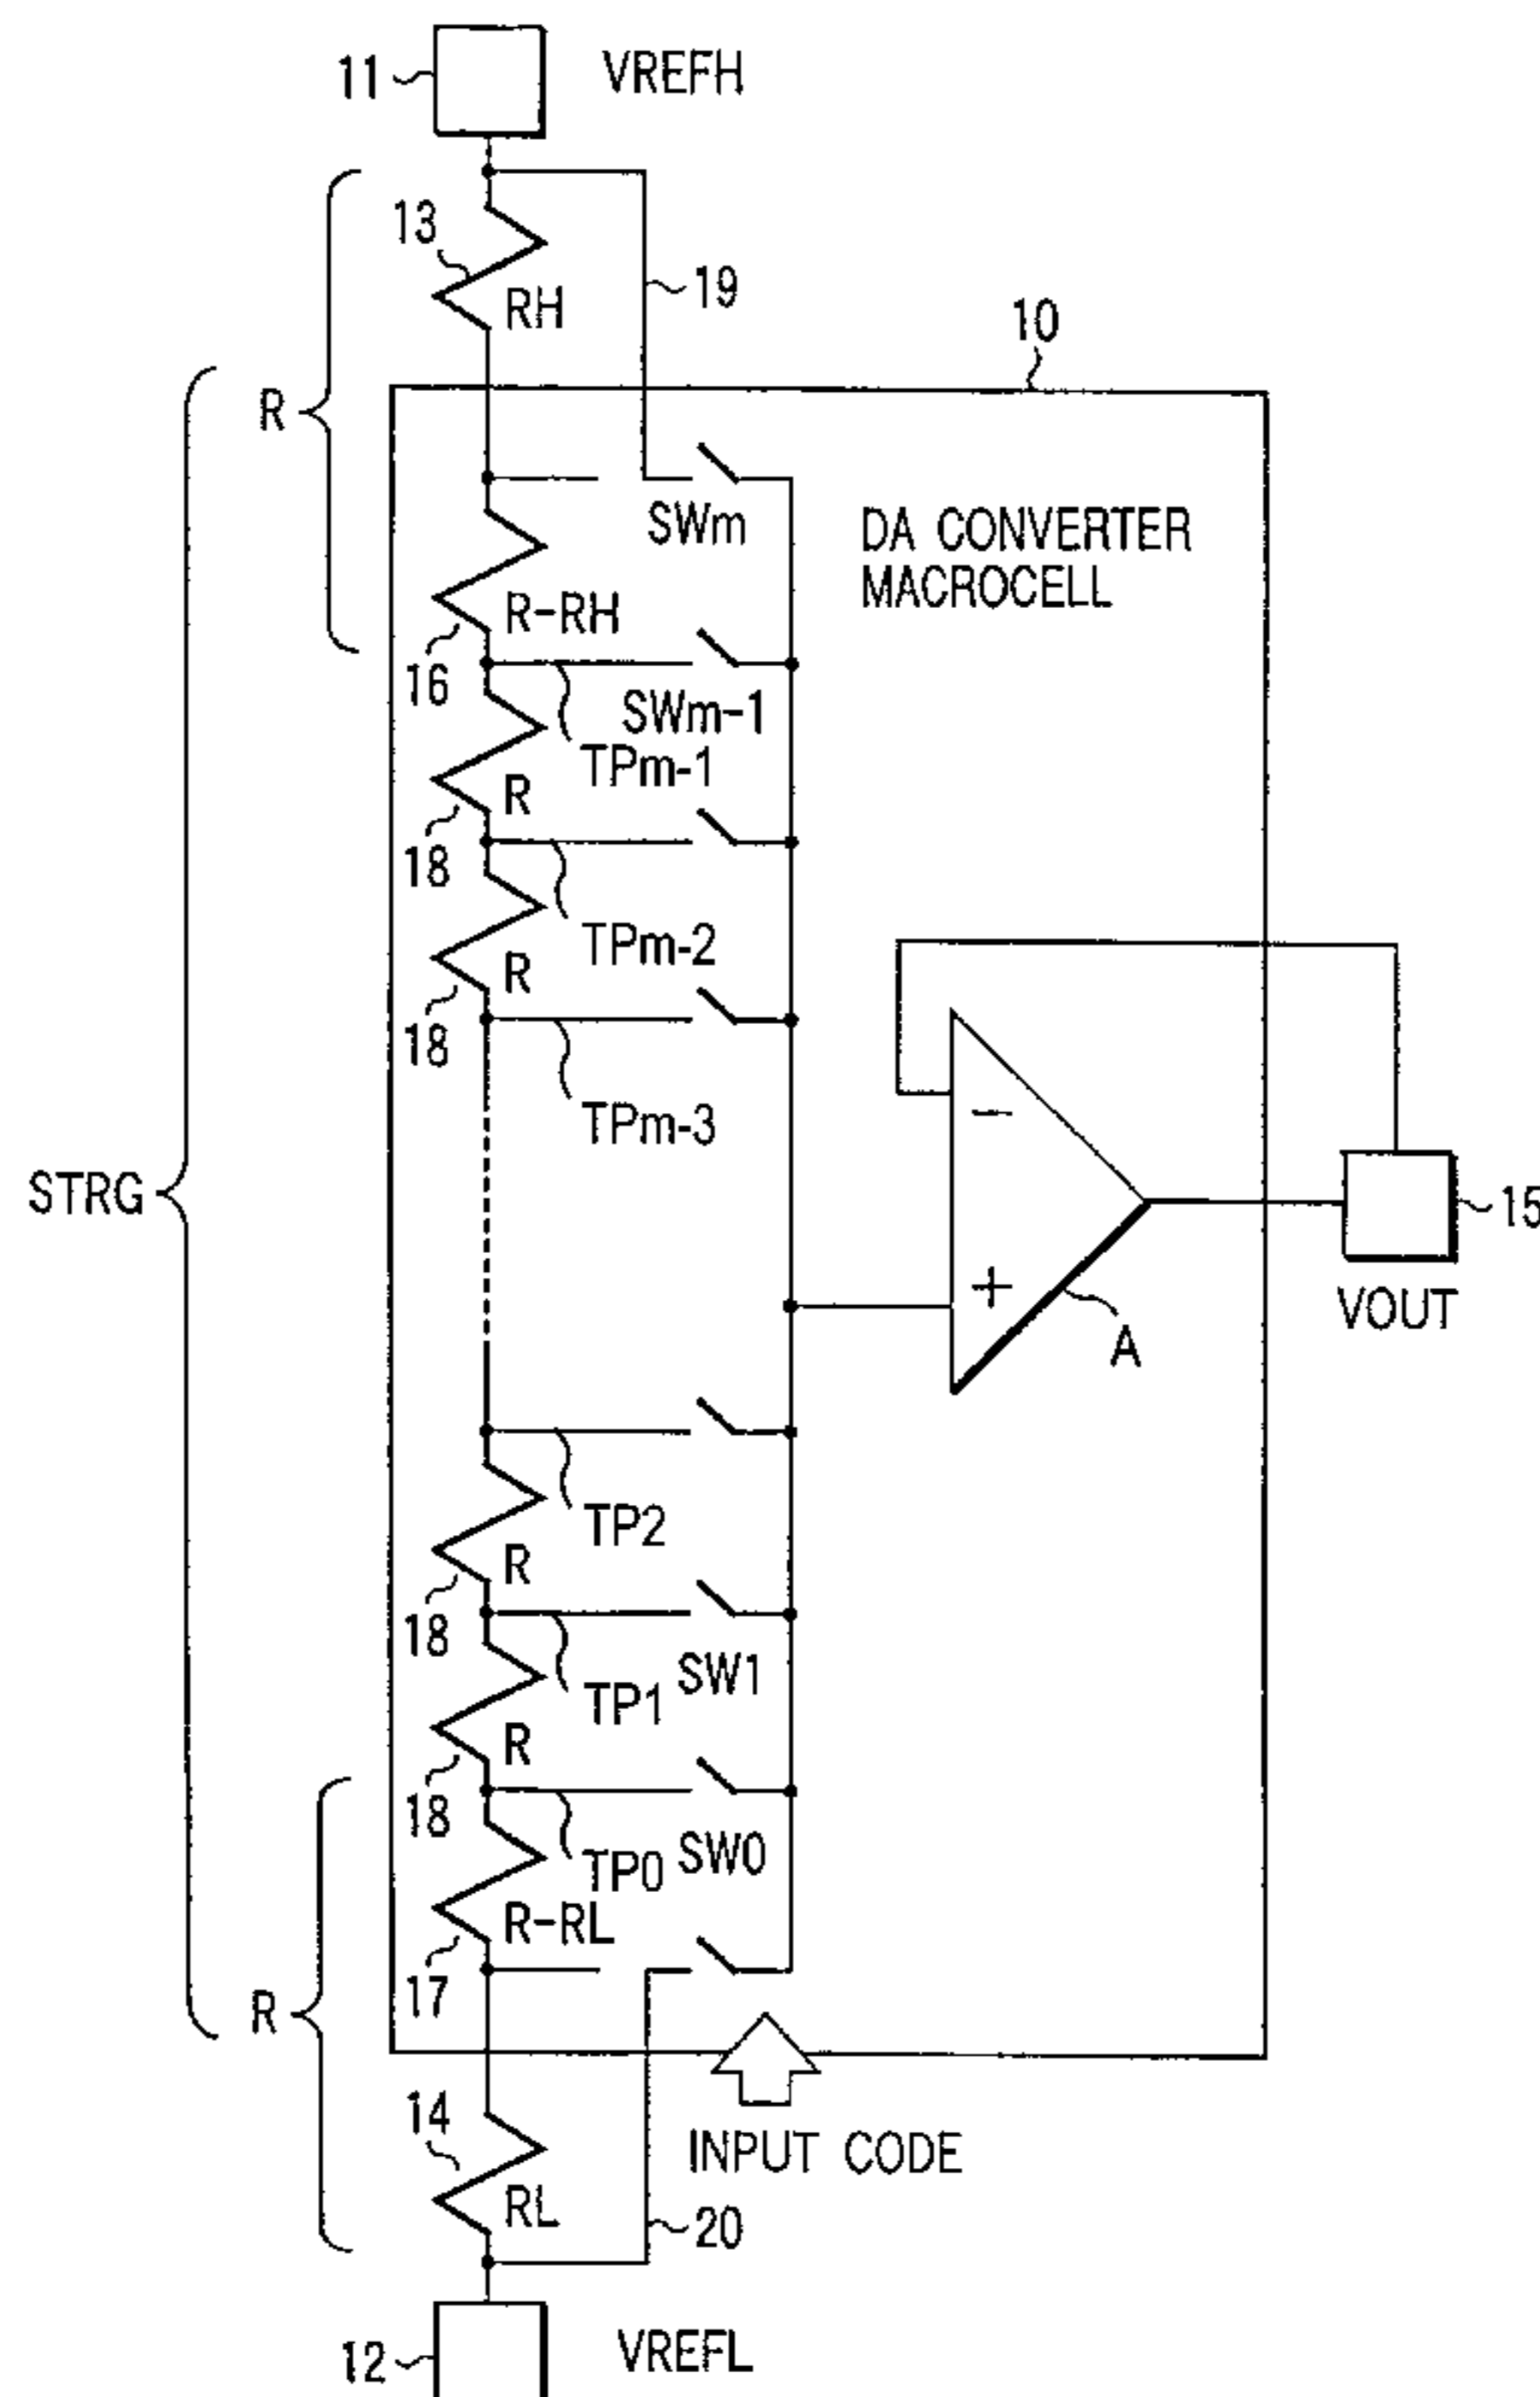 11
VREFH
13
RH
19
10
R
SWm
DA CONVERTER
MACROCELL
R-RH
16
SWm-1
TPm-1
R
18
TPm-2
R
18
TPm-3
STRG
15
VOUT
A
TP2
R
18
TP1
SW1
R
18
TP0
SW0
R-RL
17
R
14
RL
INPUT CODE
20
12
VREFL
−
+